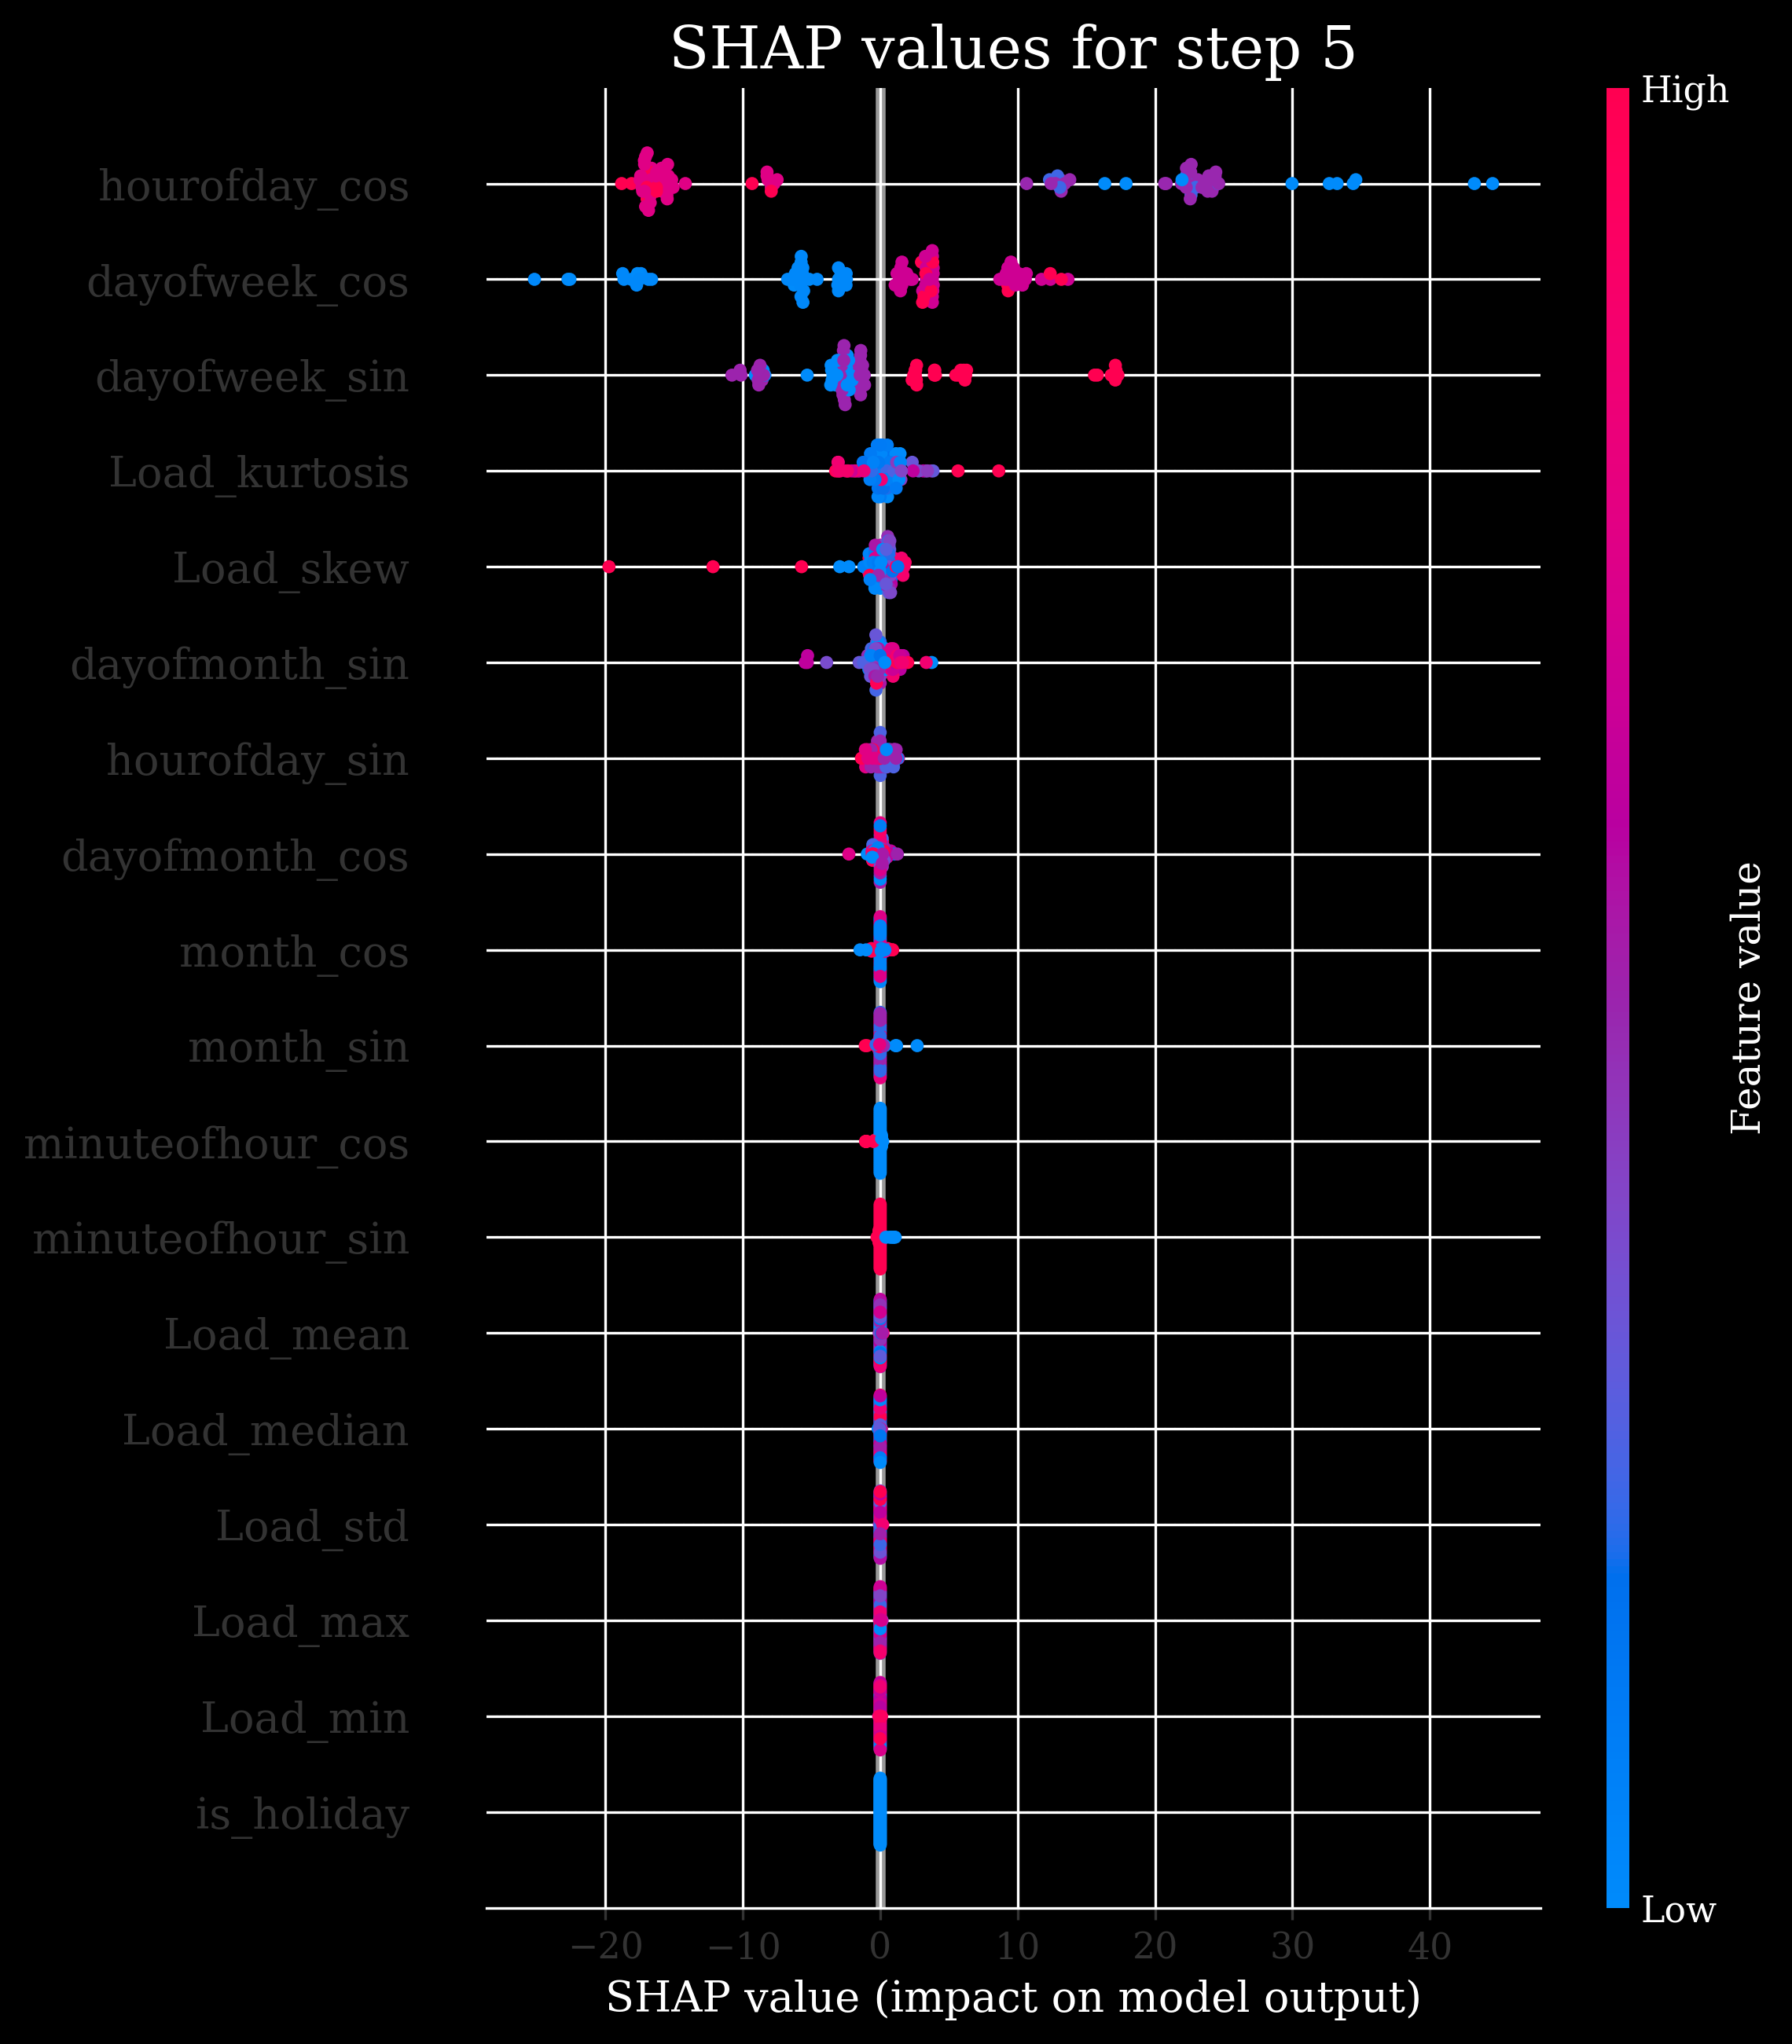 SHAP values for step 5
High
hourofday_cos
dayofweek_cos
dayofweek_sin
Load_kurtosis
Load_skew
dayofmonth_sin
hourofday_sin
dayofmonth_cos
month_cos
month_sin
minuteofhour_cos
minuteofhour_sin
Load_mean
Load_median
Load_std
Load_max
Load_min
is_holiday
Feature value
Low
−20 −10 0 10 20 30 40
SHAP value (impact on model output)